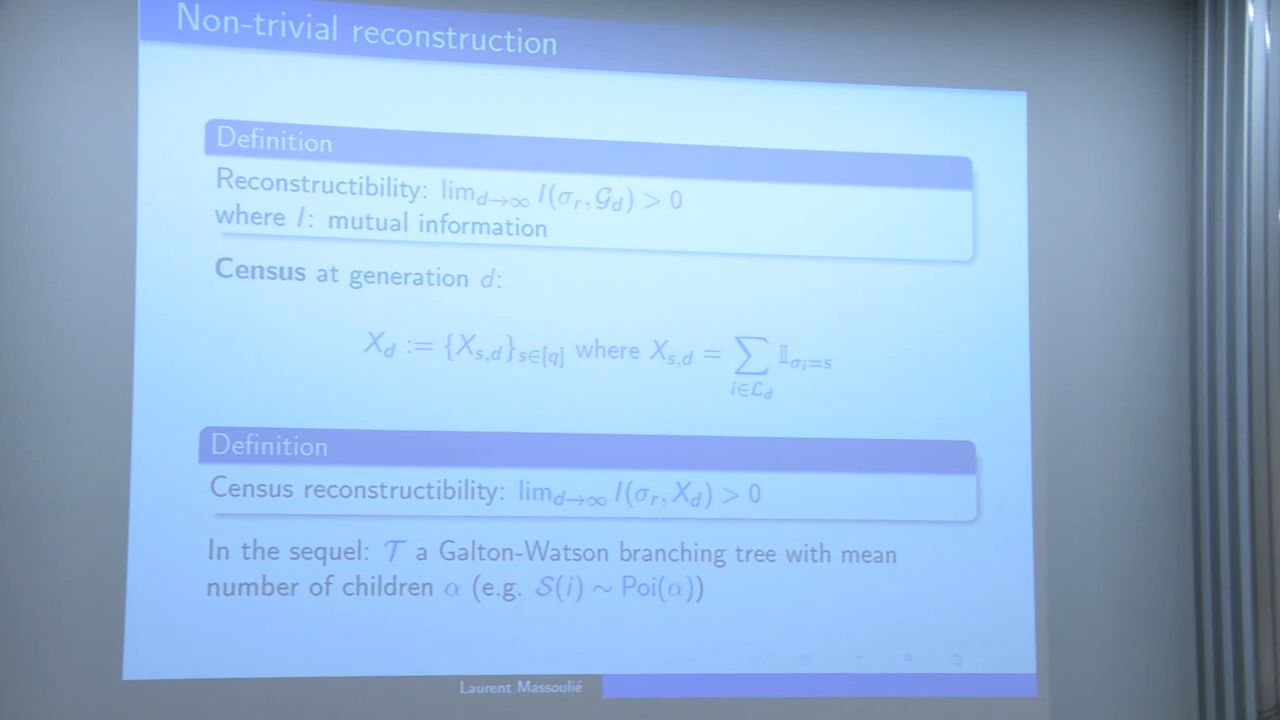 Non-trivial reconstruction
Definition
Reconstructibility: lim_{d→∞} I(σ_r, 𝒢_d) > 0
where I: mutual information
Census at generation d:
X_d := {X_{s,d}}_{s∈[q]} where X_{s,d} = ∑_{i∈ℒ_d} 𝕀_{σ_i=s}
Definition
Census reconstructibility: lim_{d→∞} I(σ_r, X_d) > 0
In the sequel: 𝒯 a Galton-Watson branching tree with mean
number of children α (e.g. 𝒮(i) ∼ Poi(α))
Laurent Massoulié